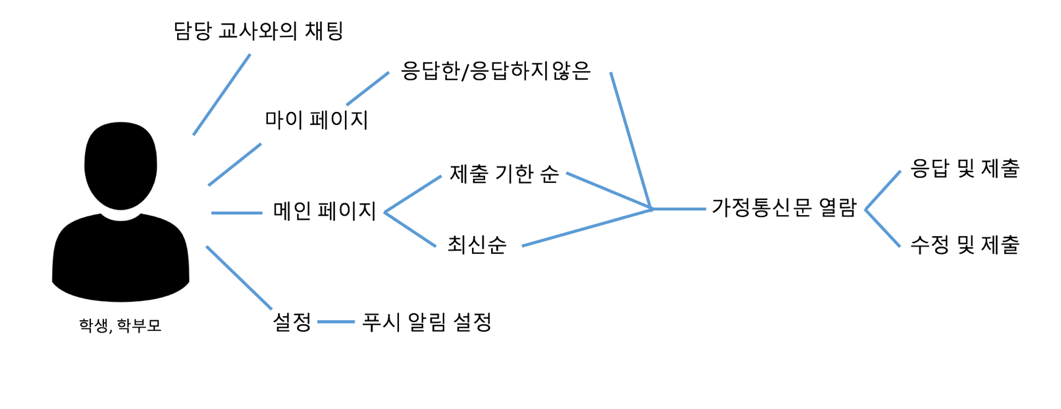 담당 교사와의 채팅
응답한/응답하지않은
마이 페이지
제출 기한 순
응답 및 제출
메인 페이지
가정통신문 열람
최신순
수정 및 제출
설정
푸시 알림 설정
학생, 학부모